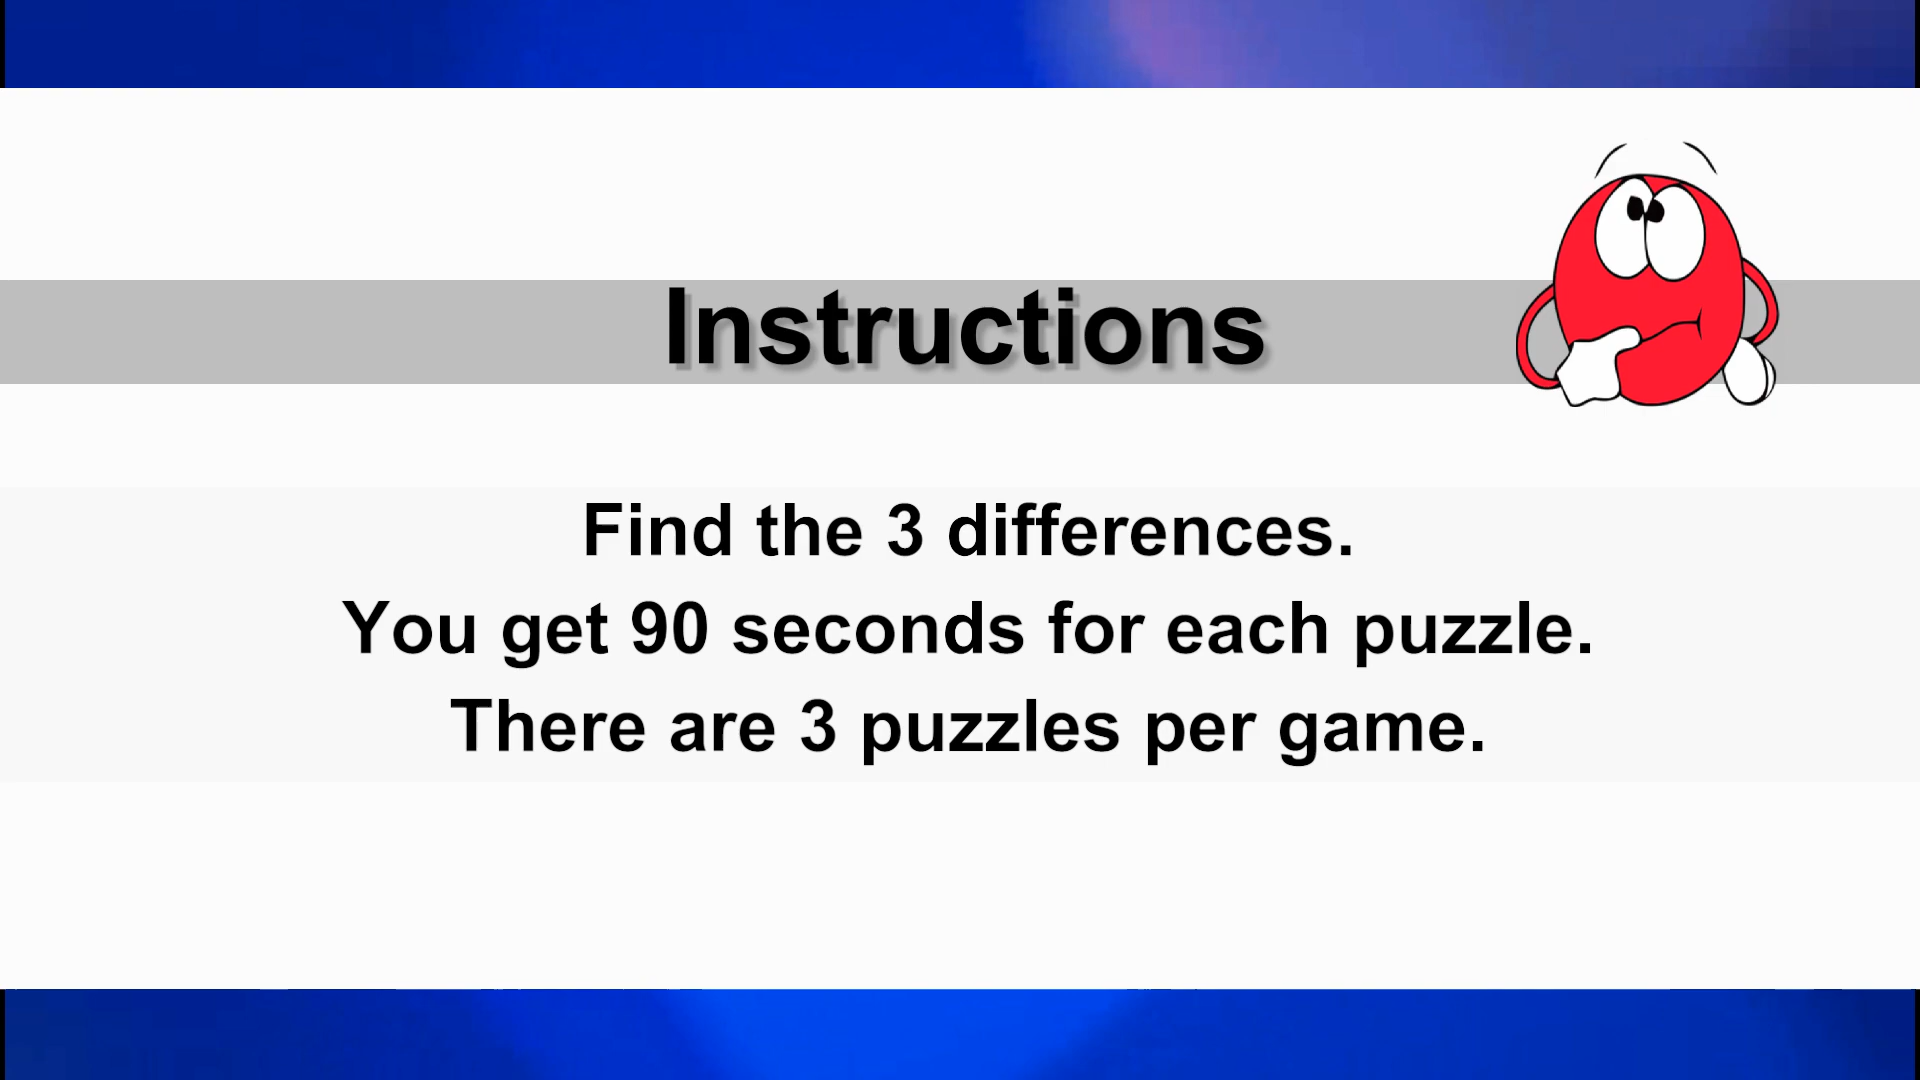 Instructions
Find the 3 differences.
You get 90 seconds for each puzzle.
There are 3 puzzles per game.